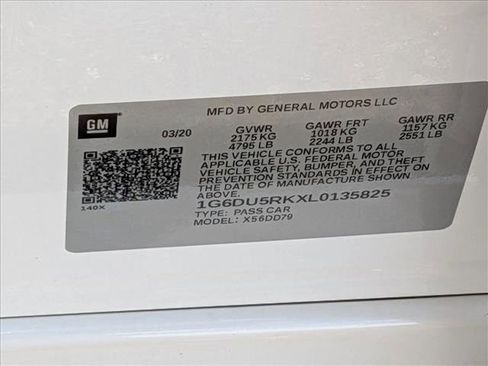 MFD BY GENERAL MOTORS LLC
GM
03/20
GVWR GAWR FRT GAWR RR
2175 KG 1018 KG 1157 KG
4795 LB 2244 LB 2551 LB
THIS VEHICLE CONFORMS TO ALL
APPLICABLE U.S. FEDERAL MOTOR
VEHICLE SAFETY, BUMPER, AND THEFT
PREVENTION STANDARDS IN EFFECT ON
THE DATE OF MANUFACTURE SHOWN
ABOVE.
140X
1G6DU5RKXL0135825
TYPE: PASS CAR
MODEL: X56DD79